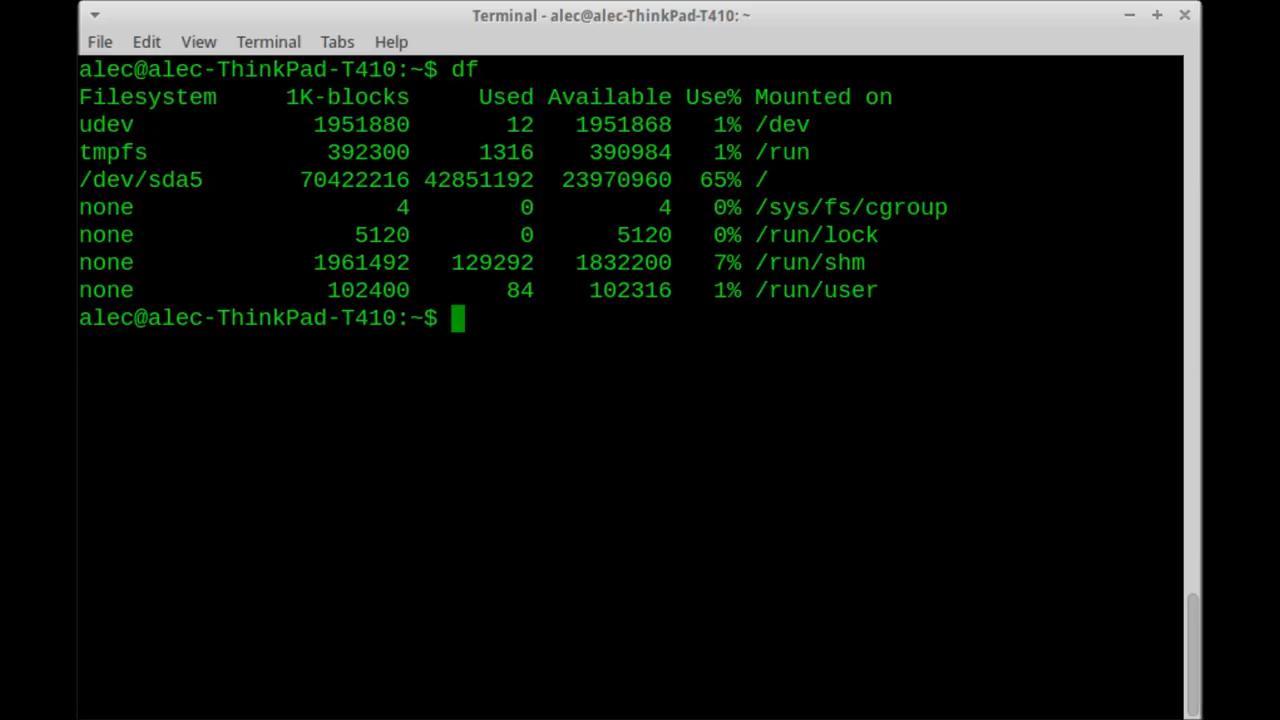 Terminal - alec@alec-ThinkPad-T410: ~
File Edit View Terminal Tabs Help
alec@alec-ThinkPad-T410:~$ df
Filesystem     1K-blocks     Used Available Use% Mounted on
udev             1951880       12   1951868   1% /dev
tmpfs             392300     1316    390984   1% /run
/dev/sda5       70422216 42851192  23970960  65% /
none                   4        0         4   0% /sys/fs/cgroup
none                5120        0      5120   0% /run/lock
none             1961492   129292   1832200   7% /run/shm
none              102400       84    102316   1% /run/user
alec@alec-ThinkPad-T410:~$